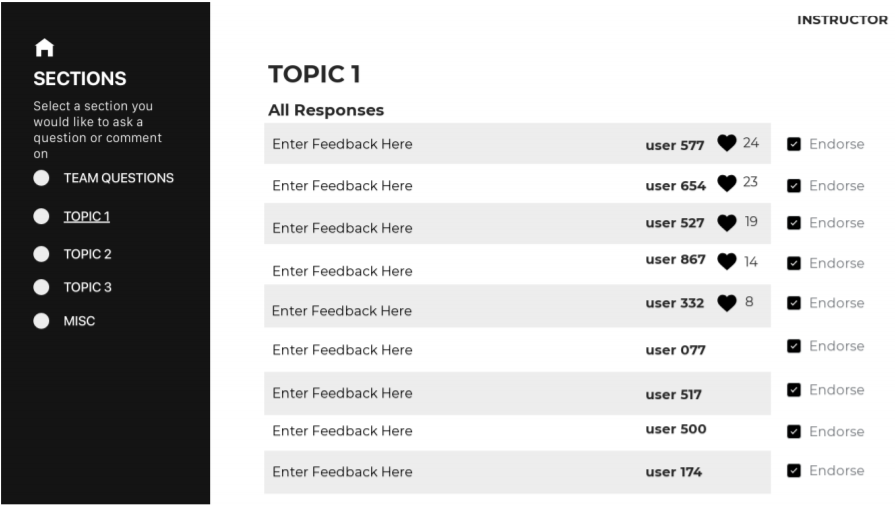 INSTRUCTOR
SECTIONS
Select a section you
would like to ask a
question or comment
on
TEAM QUESTIONS
TOPIC 1
TOPIC 2
TOPIC 3
MISC
TOPIC 1
All Responses
Enter Feedback Here user 577 24 Endorse
Enter Feedback Here user 654 23 Endorse
Enter Feedback Here user 527 19 Endorse
Enter Feedback Here user 867 14 Endorse
Enter Feedback Here user 332 8 Endorse
Enter Feedback Here user 077 Endorse
Enter Feedback Here user 517 Endorse
Enter Feedback Here user 500 Endorse
Enter Feedback Here user 174 Endorse